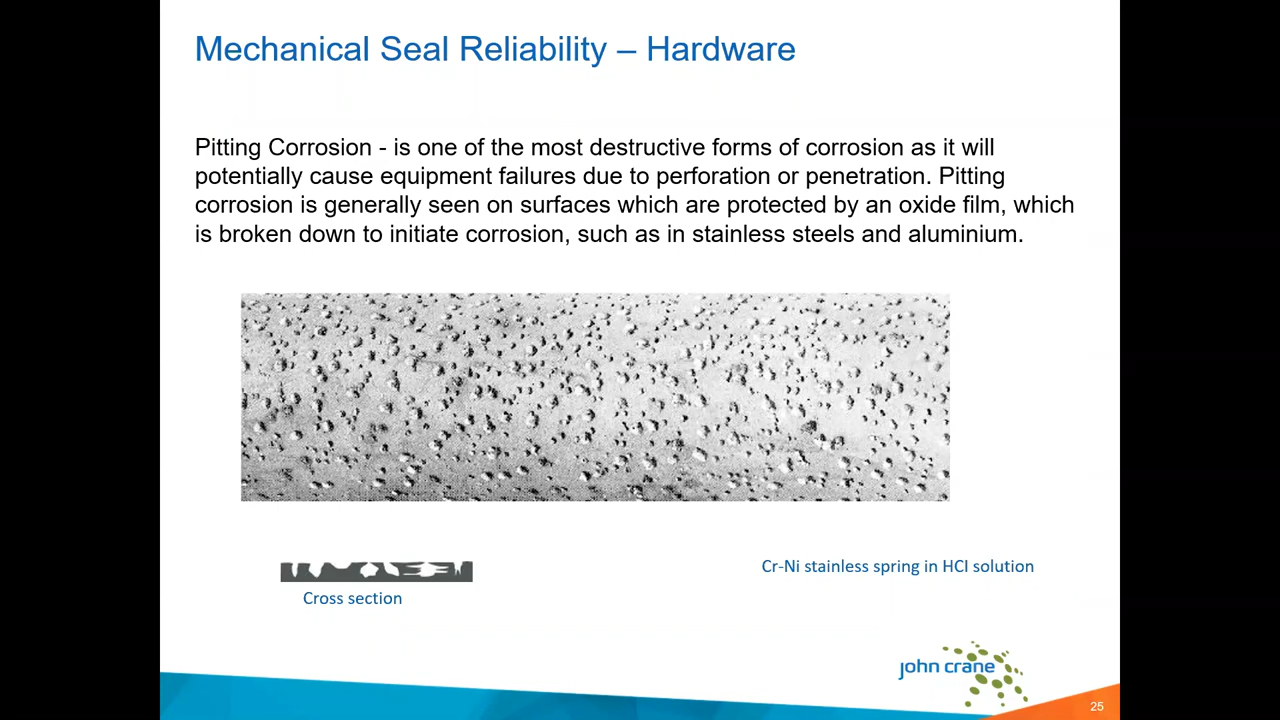 Mechanical Seal Reliability – Hardware
Pitting Corrosion - is one of the most destructive forms of corrosion as it will
potentially cause equipment failures due to perforation or penetration. Pitting
corrosion is generally seen on surfaces which are protected by an oxide film, which
is broken down to initiate corrosion, such as in stainless steels and aluminium.
Cr-Ni stainless spring in HCl solution
Cross section
john crane
25